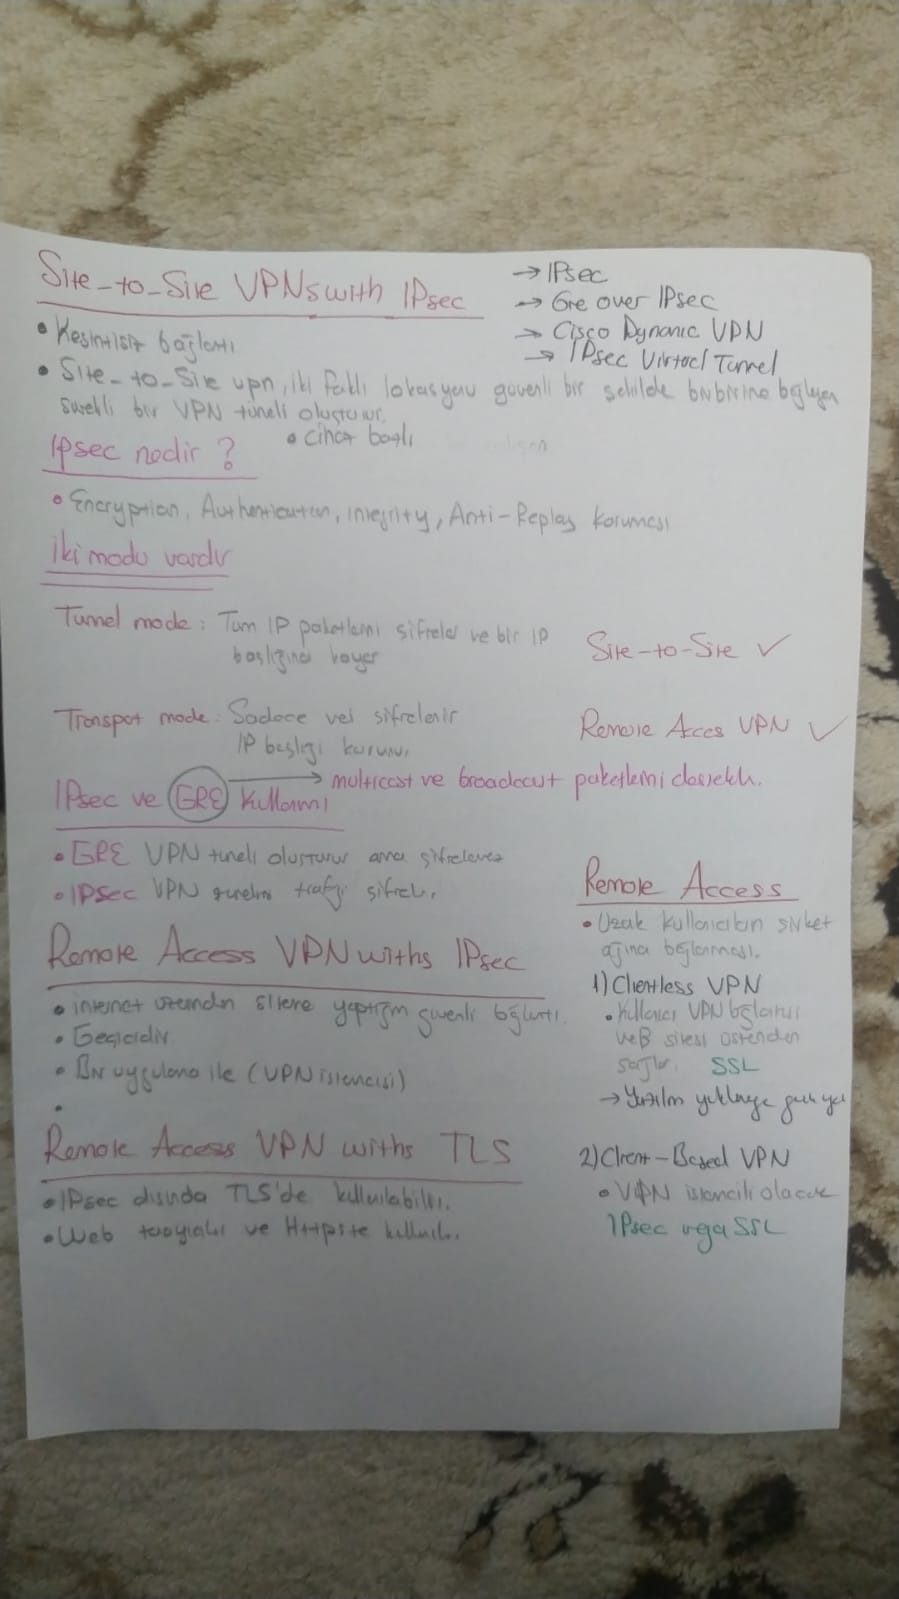 Site-to-Site VPNs with IPsec
→ IPsec
→ Gre over IPsec
→ Cisco Dynamic VPN
→ IPsec Virtual Tunnel
• Kesintisiz bağlantı
• Site-to-Site vpn, iki farklı lokasyonu güvenli bir şekilde birbirine bağlayan
sürekli bir VPN tüneli oluşturur.
• cihaz bağlı
IPsec nedir ?
• Encryption, Authentication, integrity, Anti-Replay koruması
İki modu vardır
Tunnel mode : Tüm IP paketlerini şifreler ve bir IP
başlığına koyar
Site-to-Site ✓
Transpot mode : Sadece veri şifrelenir
IP başlığı korunur
Remote Acces VPN ✓
IPsec ve GRE kullanımı → multicast ve broadcast paketlerini destekler.
• GRE VPN tüneli oluşturur ama şifrelemez
• IPsec VPN trafiği şifreler.
Remote Access VPN withs IPsec
• internet üzerinden siteye yaptığım güvenli bağlantı.
• Geçicidir
• Bir uygulama ile (VPN istemcisi)
•
Remote Access VPN withs TLS
• IPsec dışında TLS'de kullanılabilir.
• Web tarayıcı ve Https kullanılır.
Remote Access
• Uzak kullanıcıların şirket
ağına bağlanması.
1) Clientless VPN
• Kullanıcı VPN bağlantısı
WEB sitesi üstünden
sağlar. SSL
→ Yazılım yüklemeye gerek yok
2) Client-Based VPN
• VPN istemcili olacak
IPsec veya SSL